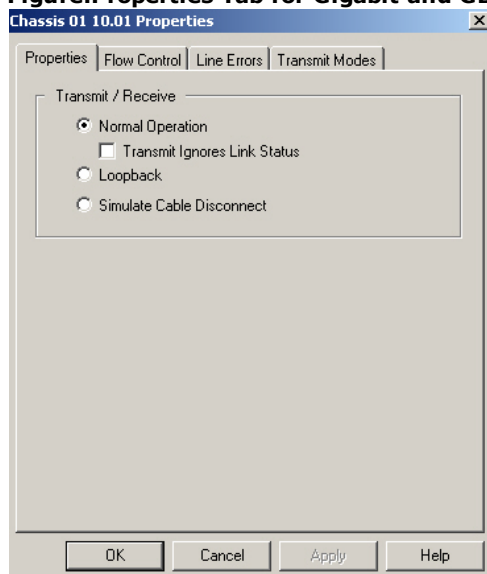 Chassis 01 10.01 Properties
Properties Flow Control Line Errors Transmit Modes
Transmit / Receive
Normal Operation
Transmit Ignores Link Status
Loopback
Simulate Cable Disconnect
OK Cancel Apply Help